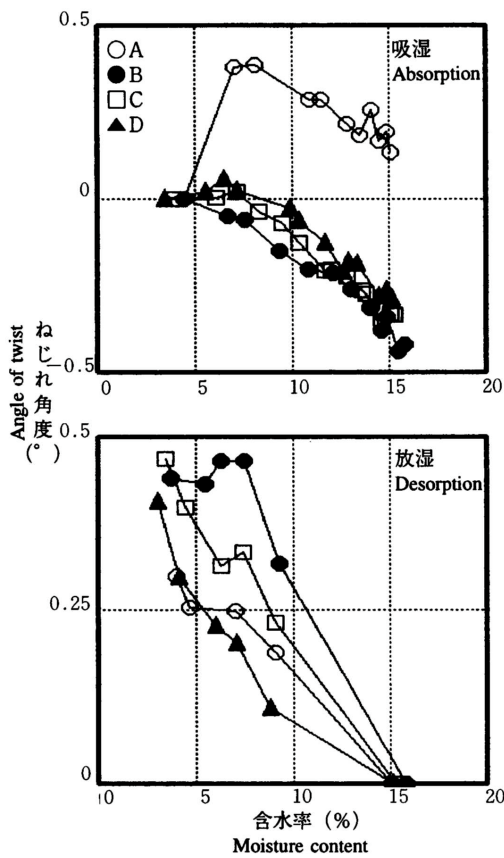 0.5
○ A
● B
□ C
▲ D
吸湿
Absorption
0
−0.5
0
5
10
15
20
ねじれ角度
(°)
Angle of twist
0.5
放湿
Desorption
0.25
0
0
5
10
15
20
含水率 (%)
Moisture content